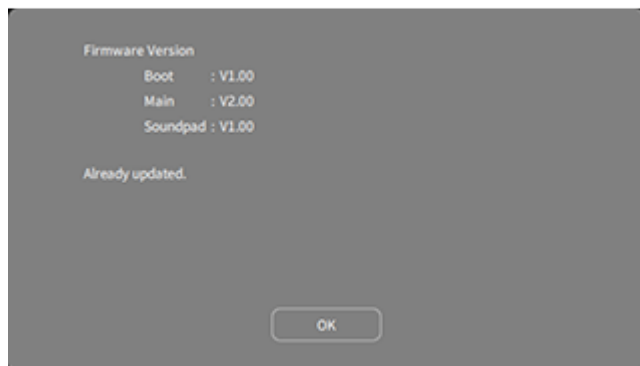 Firmware Version
Boot : V1.00
Main : V2.00
Soundpad : V1.00
Already updated.
OK